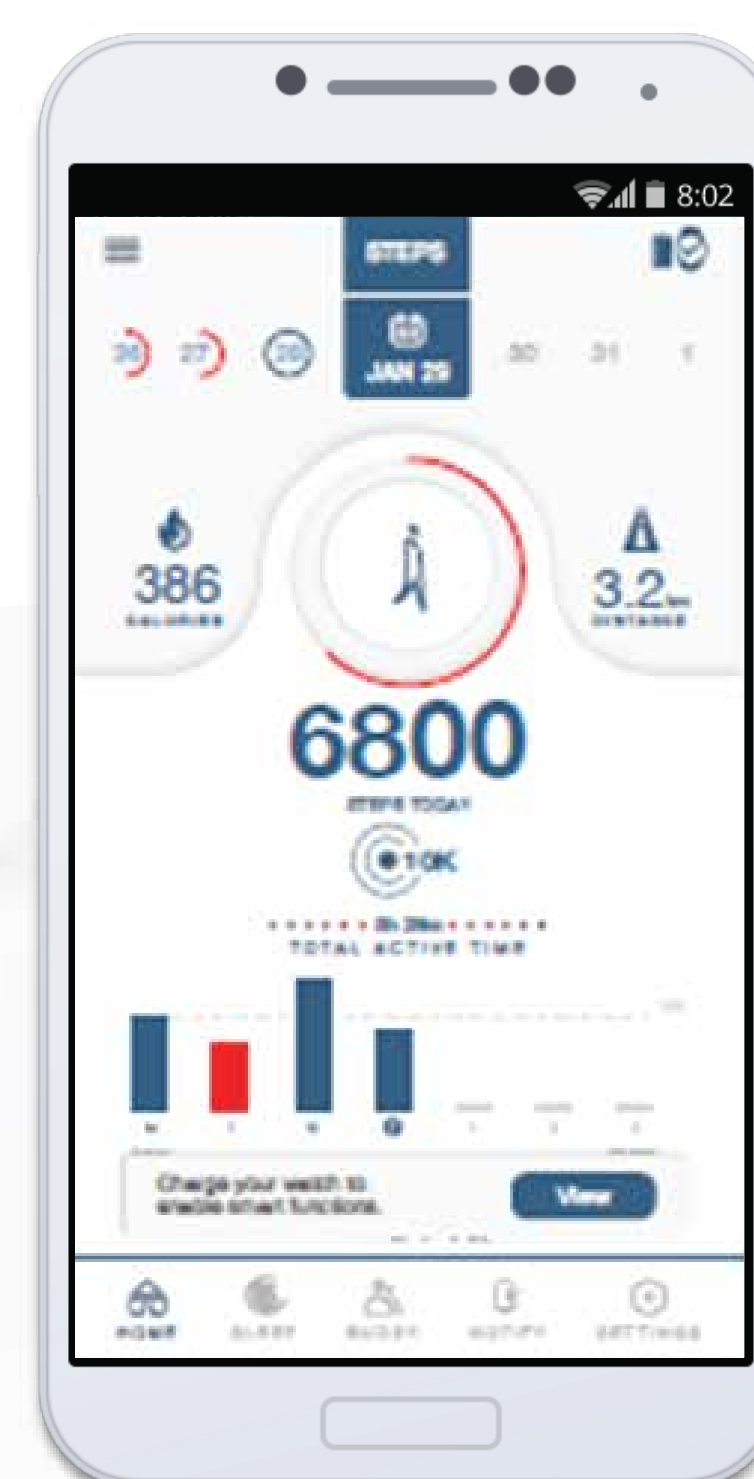 8:02
STEPS
26 27 28 JAN 29 30 31 1
386
CALORIES
3.2 km
DISTANCE
6800
STEPS TODAY
10K
TOTAL ACTIVE TIME
Charge your watch to
enable smart functions.
View
HOME SLEEP NOTIFY SETTINGS